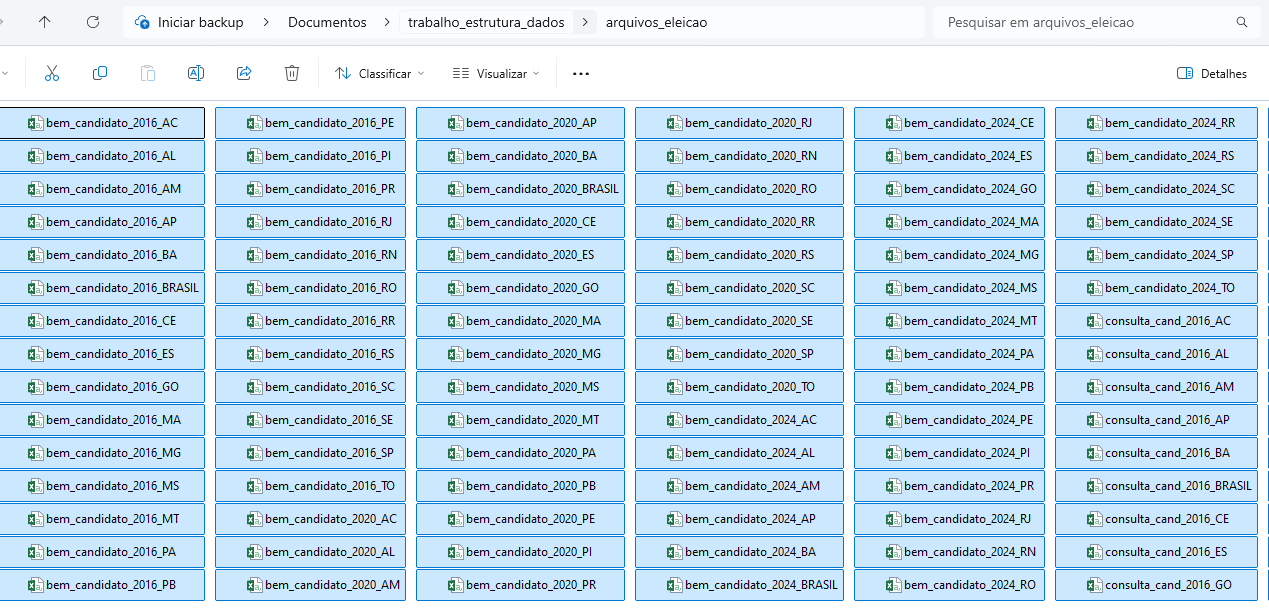 Iniciar backup > Documentos > trabalho_estrutura_dados > arquivos_eleicao
Pesquisar em arquivos_eleicao
Classificar
Visualizar
Detalhes
bem_candidato_2016_AC
bem_candidato_2016_AL
bem_candidato_2016_AM
bem_candidato_2016_AP
bem_candidato_2016_BA
bem_candidato_2016_BRASIL
bem_candidato_2016_CE
bem_candidato_2016_ES
bem_candidato_2016_GO
bem_candidato_2016_MA
bem_candidato_2016_MG
bem_candidato_2016_MS
bem_candidato_2016_MT
bem_candidato_2016_PA
bem_candidato_2016_PB
bem_candidato_2016_PE
bem_candidato_2016_PI
bem_candidato_2016_PR
bem_candidato_2016_RJ
bem_candidato_2016_RN
bem_candidato_2016_RO
bem_candidato_2016_RR
bem_candidato_2016_RS
bem_candidato_2016_SC
bem_candidato_2016_SE
bem_candidato_2016_SP
bem_candidato_2016_TO
bem_candidato_2020_AC
bem_candidato_2020_AL
bem_candidato_2020_AM
bem_candidato_2020_AP
bem_candidato_2020_BA
bem_candidato_2020_BRASIL
bem_candidato_2020_CE
bem_candidato_2020_ES
bem_candidato_2020_GO
bem_candidato_2020_MA
bem_candidato_2020_MG
bem_candidato_2020_MS
bem_candidato_2020_MT
bem_candidato_2020_PA
bem_candidato_2020_PB
bem_candidato_2020_PE
bem_candidato_2020_PI
bem_candidato_2020_PR
bem_candidato_2020_RJ
bem_candidato_2020_RN
bem_candidato_2020_RO
bem_candidato_2020_RR
bem_candidato_2020_RS
bem_candidato_2020_SC
bem_candidato_2020_SE
bem_candidato_2020_SP
bem_candidato_2020_TO
bem_candidato_2024_AC
bem_candidato_2024_AL
bem_candidato_2024_AM
bem_candidato_2024_AP
bem_candidato_2024_BA
bem_candidato_2024_BRASIL
bem_candidato_2024_CE
bem_candidato_2024_ES
bem_candidato_2024_GO
bem_candidato_2024_MA
bem_candidato_2024_MG
bem_candidato_2024_MS
bem_candidato_2024_MT
bem_candidato_2024_PA
bem_candidato_2024_PB
bem_candidato_2024_PE
bem_candidato_2024_PI
bem_candidato_2024_PR
bem_candidato_2024_RJ
bem_candidato_2024_RN
bem_candidato_2024_RO
bem_candidato_2024_RR
bem_candidato_2024_RS
bem_candidato_2024_SC
bem_candidato_2024_SE
bem_candidato_2024_SP
bem_candidato_2024_TO
consulta_cand_2016_AC
consulta_cand_2016_AL
consulta_cand_2016_AM
consulta_cand_2016_AP
consulta_cand_2016_BA
consulta_cand_2016_BRASIL
consulta_cand_2016_CE
consulta_cand_2016_ES
consulta_cand_2016_GO